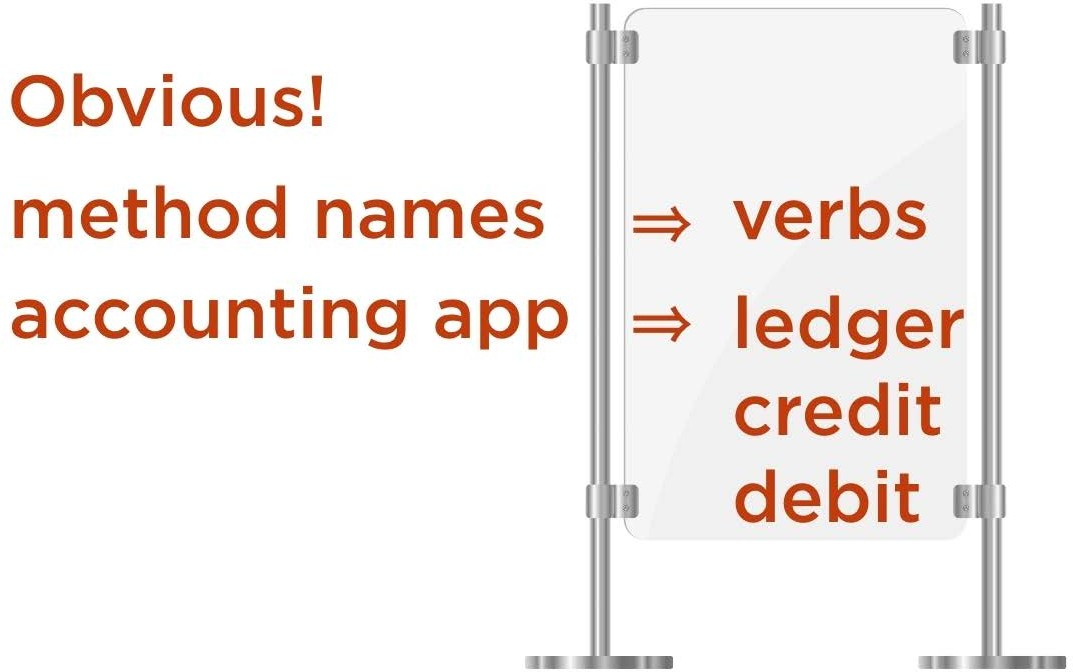 Obvious!
method names ⇒ verbs
accounting app ⇒ ledger
credit
debit